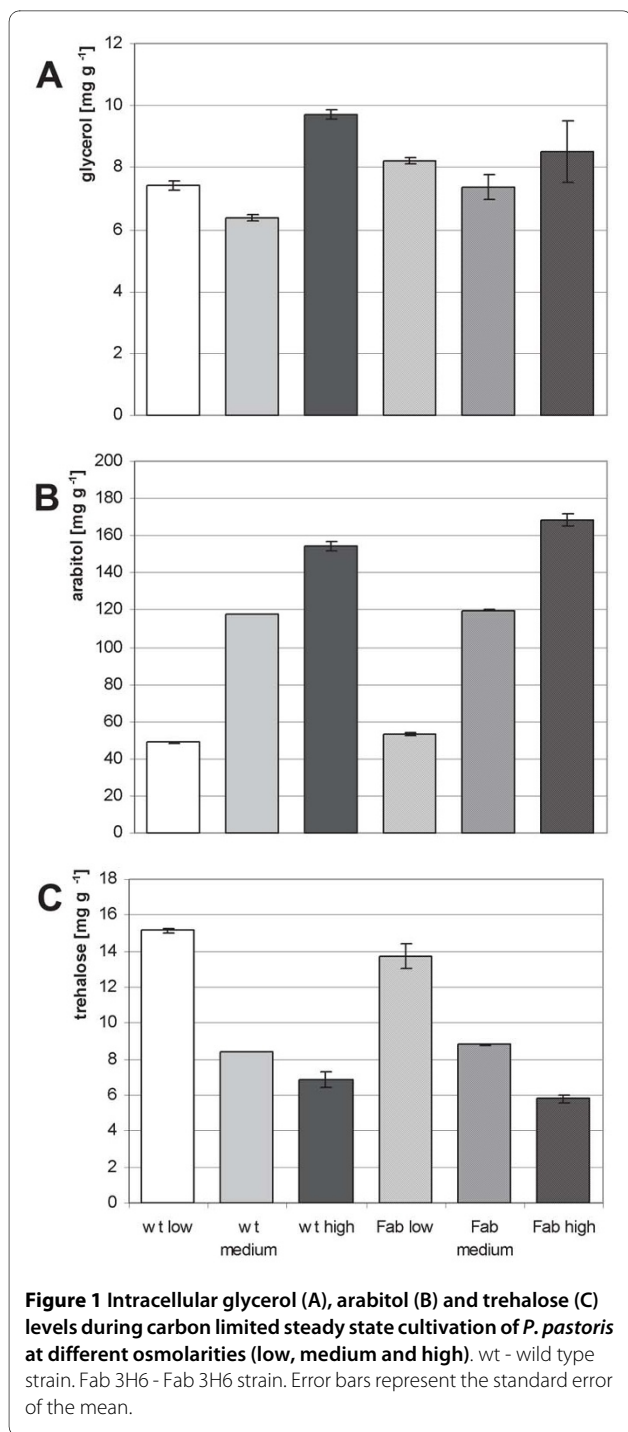 A
glycerol [mg g -1]
12
10
8
6
4
2
0
B
arabitol [mg g -1]
200
180
160
140
120
100
80
60
40
20
0
C
trehalose [mg g -1]
18
16
14
12
10
8
6
4
2
0
wt low
wt medium
wt high
Fab low
Fab medium
Fab high
Figure 1 Intracellular glycerol (A), arabitol (B) and trehalose (C)
levels during carbon limited steady state cultivation of P. pastoris
at different osmolarities (low, medium and high). wt - wild type
strain. Fab 3H6 - Fab 3H6 strain. Error bars represent the standard error
of the mean.